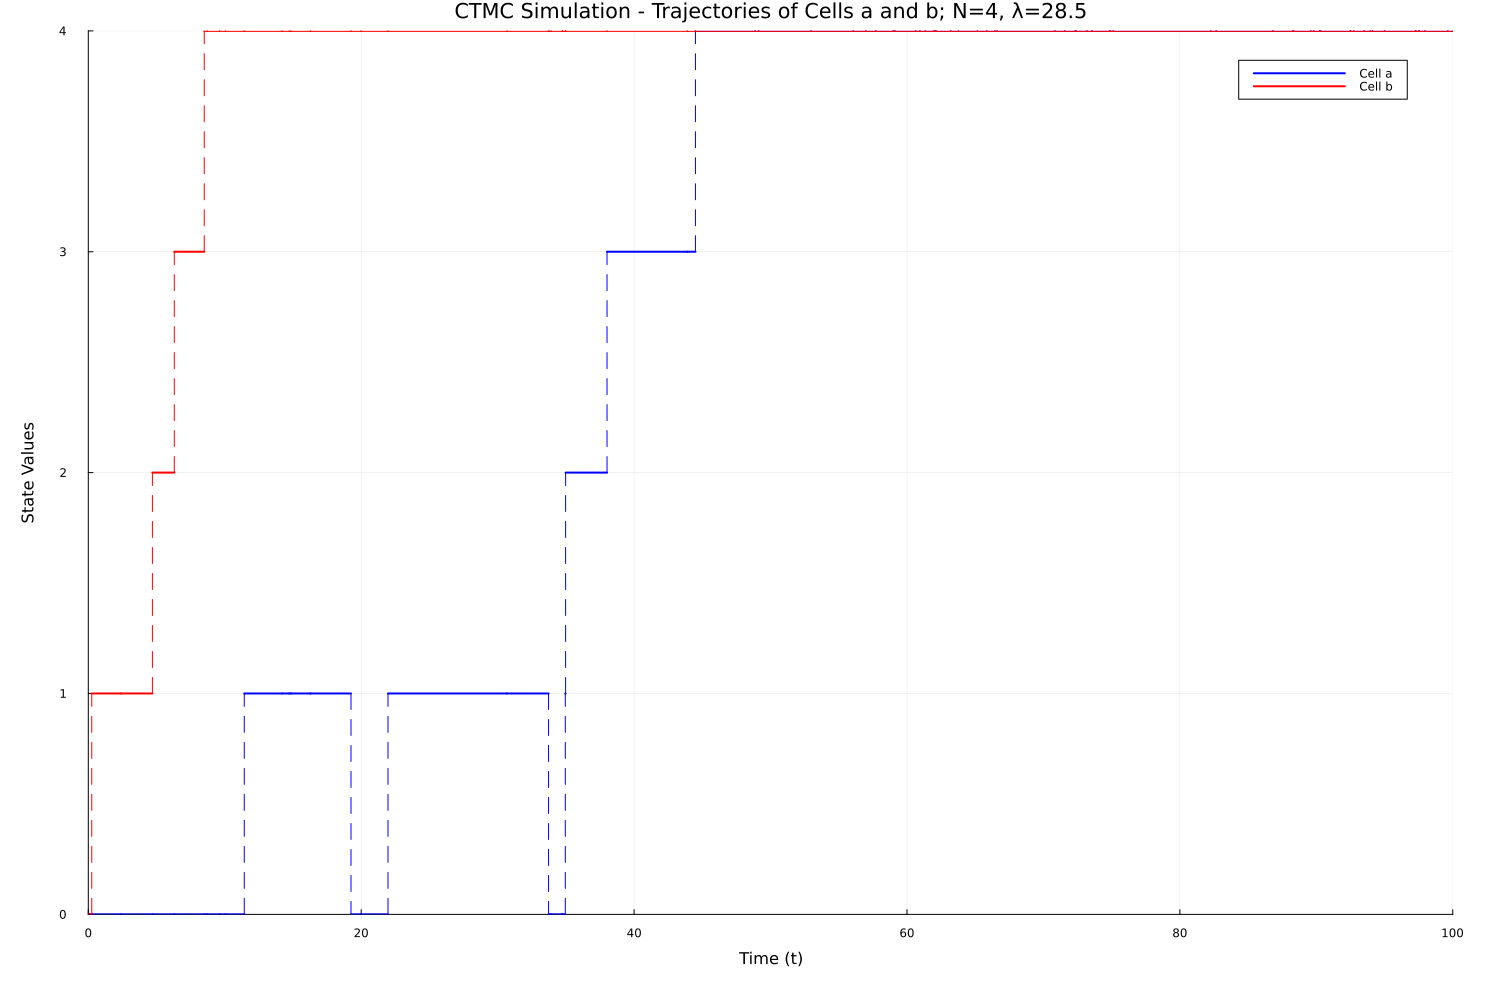 CTMC Simulation - Trajectories of Cells a and b; N=4, λ=28.5
Cell a
Cell b
State Values
4
3
2
1
0
0 20 40 60 80 100
Time (t)